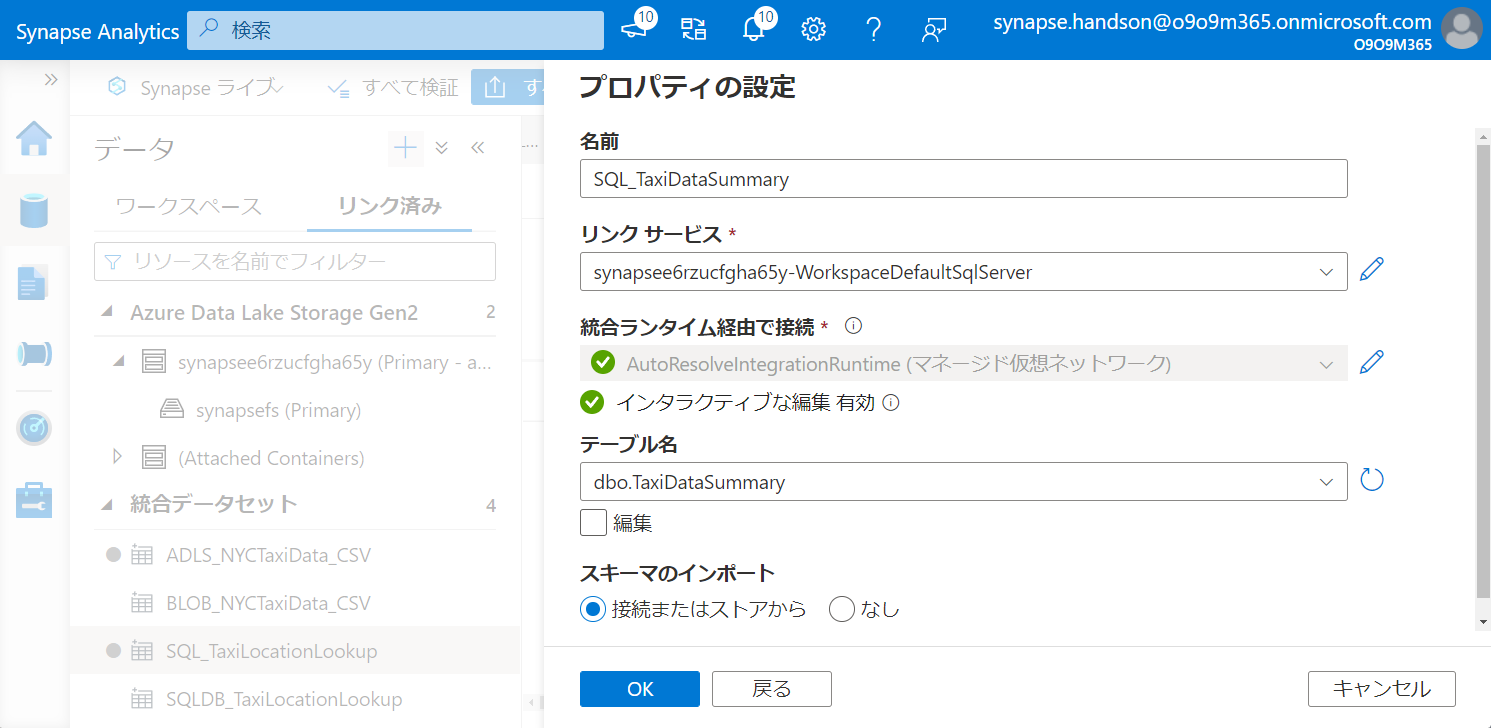 Synapse Analytics
検索
10
10
synapse.handson@o9o9m365.onmicrosoft.com
O9O9M365
Synapse ライブ
すべて検証
データ
ワークスペース
リンク済み
リソースを名前でフィルター
Azure Data Lake Storage Gen2 2
synapsee6rzucfgha65y (Primary - a...
synapsefs (Primary)
(Attached Containers)
統合データセット 4
ADLS_NYCTaxiData_CSV
BLOB_NYCTaxiData_CSV
SQL_TaxiLocationLookup
SQLDB_TaxiLocationLookup
プロパティの設定
名前
SQL_TaxiDataSummary
リンク サービス *
synapsee6rzucfgha65y-WorkspaceDefaultSqlServer
統合ランタイム経由で接続 *
AutoResolveIntegrationRuntime (マネージド仮想ネットワーク)
インタラクティブな編集 有効
テーブル名
dbo.TaxiDataSummary
編集
スキーマのインポート
接続またはストアから なし
OK 戻る キャンセル